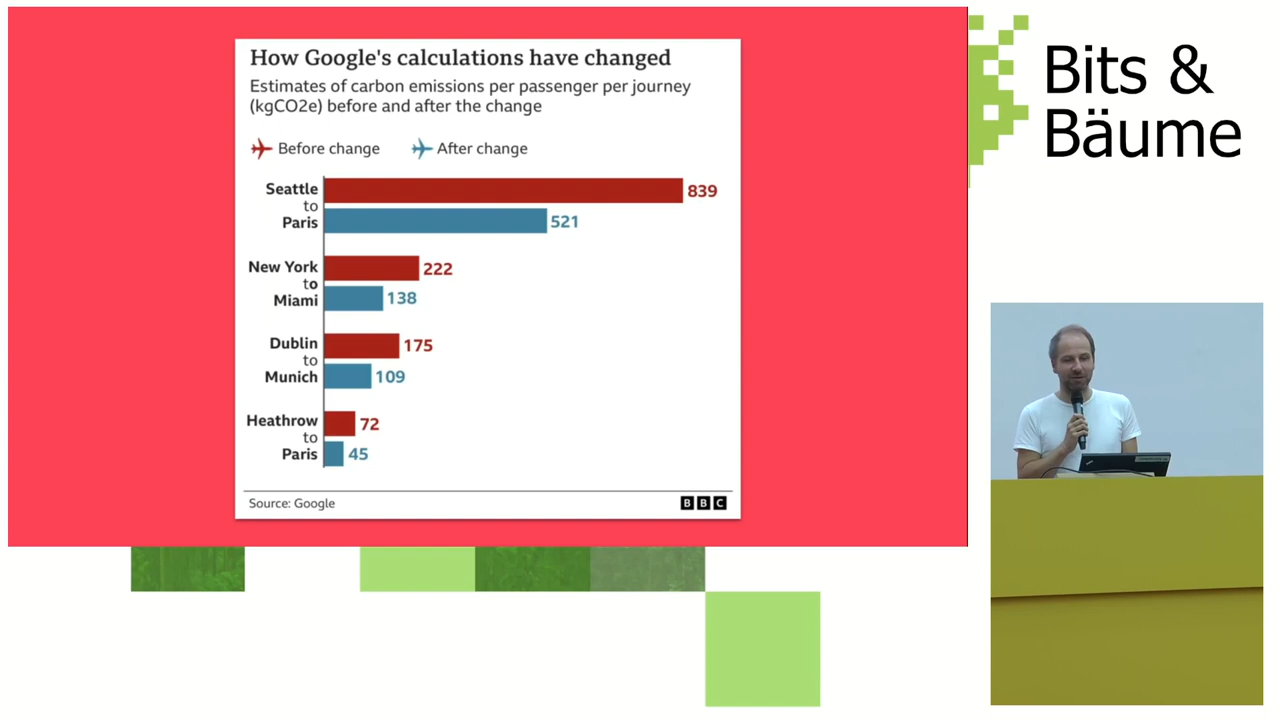 How Google's calculations have changed
Estimates of carbon emissions per passenger per journey
(kgCO2e) before and after the change
Before change After change
Seattle
to
Paris
839
521
New York
to
Miami
222
138
Dublin
to
Munich
175
109
Heathrow
to
Paris
72
45
Source: Google
BBC
Bits &
Bäume